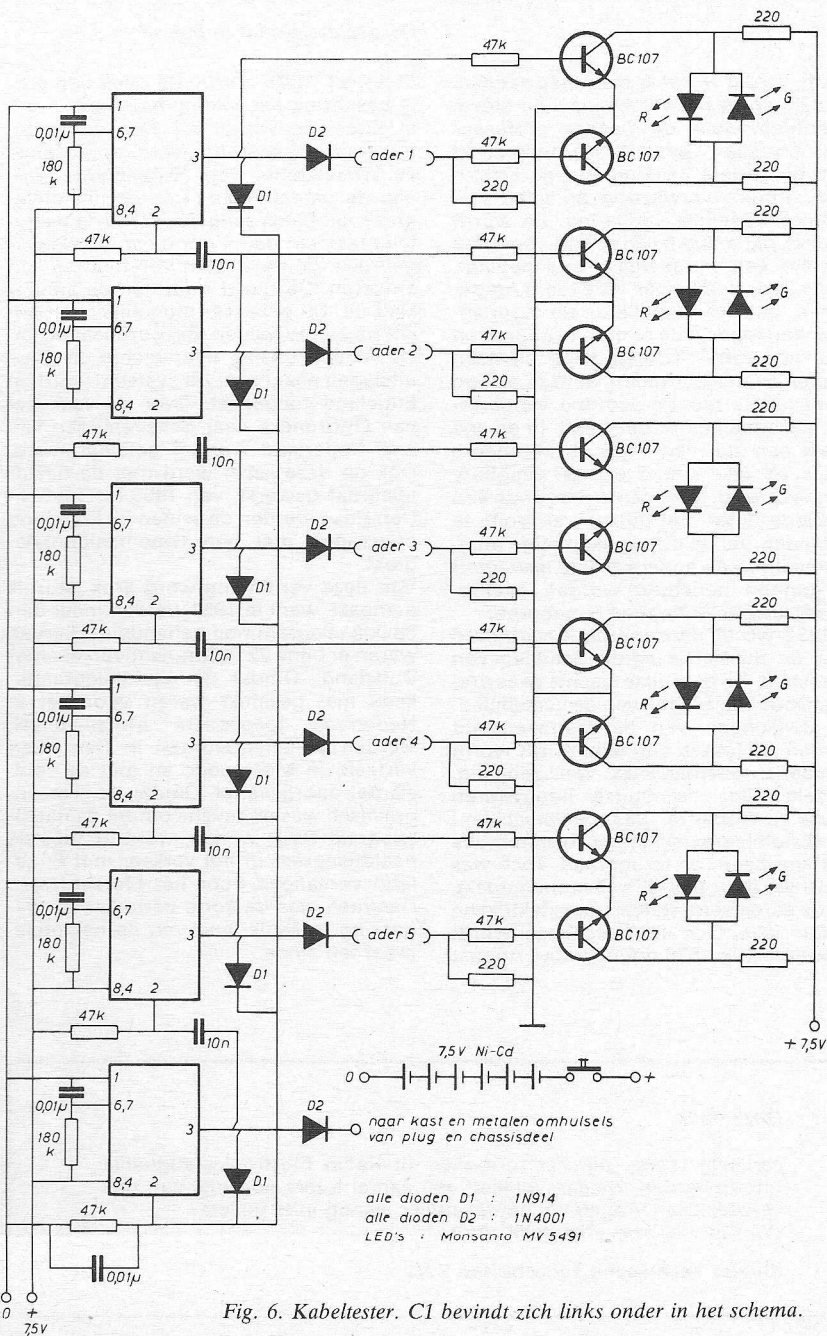 220
47k
BC107
1
0,01µ
6,7
180
k
3
D2
ader 1
47k
BC107
R
G
8,4
2
D1
220
220
47k
10n
47k
BC107
220
1
0,01µ
6,7
180
k
3
D2
ader 2
47k
BC107
R
G
8,4
2
D1
220
220
47k
10n
47k
BC107
220
1
0,01µ
6,7
180
k
3
D2
ader 3
47k
BC107
R
G
8,4
2
D1
220
220
47k
10n
47k
BC107
220
1
0,01µ
6,7
180
k
3
D2
ader 4
47k
BC107
R
G
8,4
2
D1
220
220
47k
10n
47k
BC107
220
1
0,01µ
6,7
180
k
3
D2
ader 5
47k
BC107
R
G
8,4
2
D1
220
220
47k
10n
+ 7,5V
7,5V Ni-Cd
0
+
1
0,01µ
6,7
180
k
3
D2
naar kast en metalen omhulsels
van plug en chassisdeel
8,4
2
D1
47k
0,01µ
alle dioden D1 : 1N914
alle dioden D2 : 1N4001
LED's : Monsanto MV 5491
0
+
7,5V
Fig. 6. Kabeltester. C1 bevindt zich links onder in het schema.